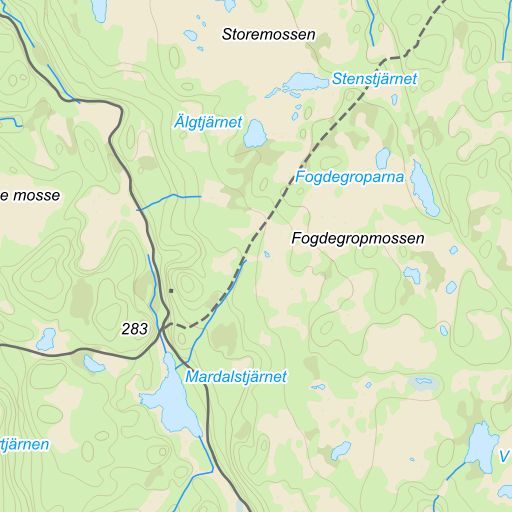 Storemossen
Stenstjärnet
Älgtjärnet
Fogdegroparna
e mosse
Fogdegropmossen
283
Mardalstjärnet
tjärnen
V